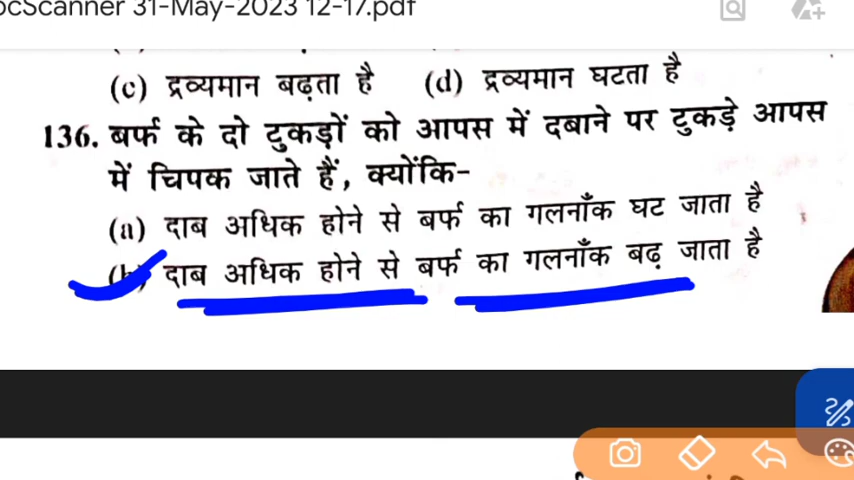 ocScanner 31-May-2023 12-17.pdf
(c) द्रव्यमान बढ़ता है (d) द्रव्यमान घटता है
136. बर्फ के दो टुकड़ों को आपस में दबाने पर टुकड़े आपस
में चिपक जाते हैं, क्योंकि-
(a) दाब अधिक होने से बर्फ का गलनाँक घट जाता है
(b) दाब अधिक होने से बर्फ का गलनाँक बढ़ जाता है